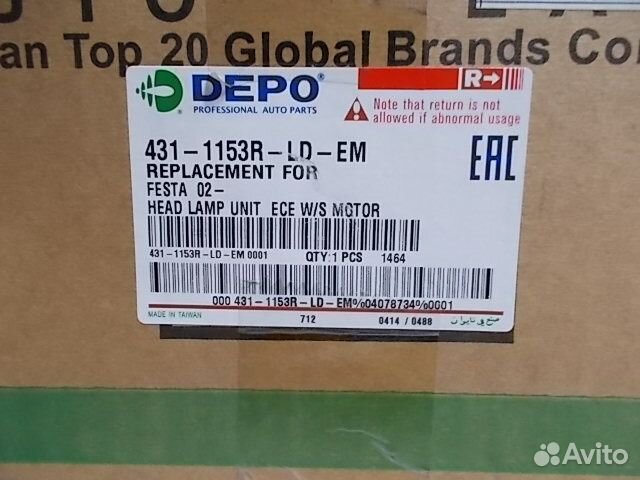 an Top 20 Global Brands Co
DEPO®
PROFESSIONAL AUTO PARTS
R
Note that return is not
allowed if abnormal usage
431-1153R-LD-EM
EAC
REPLACEMENT FOR
FESTA 02-
HEAD LAMP UNIT ECE W/S MOTOR
431-1153R-LD-EM 0001 QTY:1 PCS 1464
000 431-1153R-LD-EM%04078734%0001
MADE IN TAIWAN 712 0414 / 0488
Avito